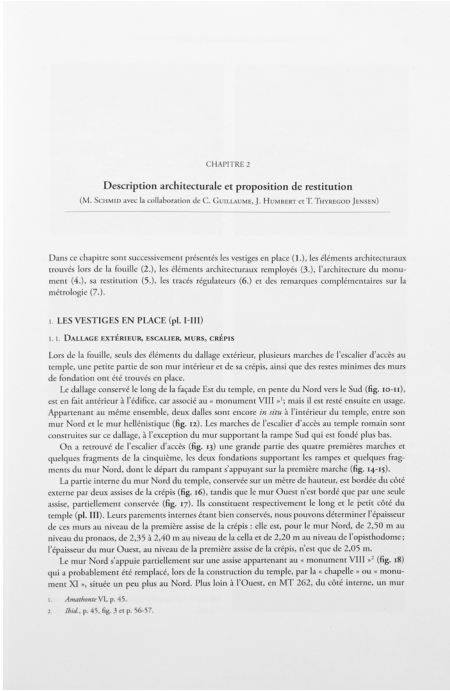 CHAPITRE 2
Description architecturale et proposition de restitution
(M. Schmid avec la collaboration de C. Guillaume, J. Humbert et T. Thyregod Jensen)
Dans ce chapitre sont successivement présentés les vestiges en place (1.), les éléments architecturaux
trouvés lors de la fouille (2.), les éléments architecturaux remployés (3.), l'architecture du monu-
ment (4.), sa restitution (5.), les tracés régulateurs (6.) et des remarques complémentaires sur la
métrologie (7.).
1. LES VESTIGES EN PLACE (pl. I-III)
1. 1. Dallage extérieur, escalier, murs, crépis
Lors de la fouille, seuls des éléments du dallage extérieur, plusieurs marches de l'escalier d'accès au
temple, une petite partie de son mur intérieur et de sa crépis, ainsi que des restes minimes des murs
de fondation ont été trouvés en place.
Le dallage conservé le long de la façade Est du temple, en pente du Nord vers le Sud (fig. 10-11),
est en fait antérieur à l'édifice, car associé au « monument VIII »1; mais il est resté ensuite en usage.
Appartenant au même ensemble, deux dalles sont encore in situ à l'intérieur du temple, entre son
mur Nord et le mur hellénistique (fig. 12). Les marches de l'escalier d'accès au temple romain sont
construites sur ce dallage, à l'exception du mur supportant la rampe Sud qui est fondé plus bas.
On a retrouvé de l'escalier d'accès (fig. 13) une grande partie des quatre premières marches et
quelques fragments de la cinquième, les deux fondations supportant les rampes et quelques frag-
ments du mur Nord, dont le départ du rampant s'appuyant sur la première marche (fig. 14-15).
La partie interne du mur Nord du temple, conservée sur un mètre de hauteur, est bordée du côté
externe par deux assises de la crépis (fig. 16), tandis que le mur Ouest n'est bordé que par une seule
assise, partiellement conservée (fig. 17). Ils constituent respectivement le long et le petit côté du
temple (pl. III). Leurs parements internes étant bien conservés, nous pouvons déterminer l'épaisseur
de ces murs au niveau de la première assise de la crépis : elle est, pour le mur Nord, de 2,50 m au
niveau du pronaos, de 2,35 à 2,40 m au niveau de la cella et de 2,20 m au niveau de l'opisthodome;
l'épaisseur du mur Ouest, au niveau de la première assise de la crépis, n'est que de 2,05 m.
Le mur Nord s'appuie partiellement sur une assise appartenant au « monument VIII »2 (fig. 18)
qui a probablement été remplacé, lors de la construction du temple, par la « chapelle » ou « monu-
ment XI », située un peu plus au Nord. Plus loin à l'Ouest, en MT 262, du côté interne, un mur
1. Amathonte VI, p. 45.
2. Ibid., p. 45, fig. 3 et p. 56-57.